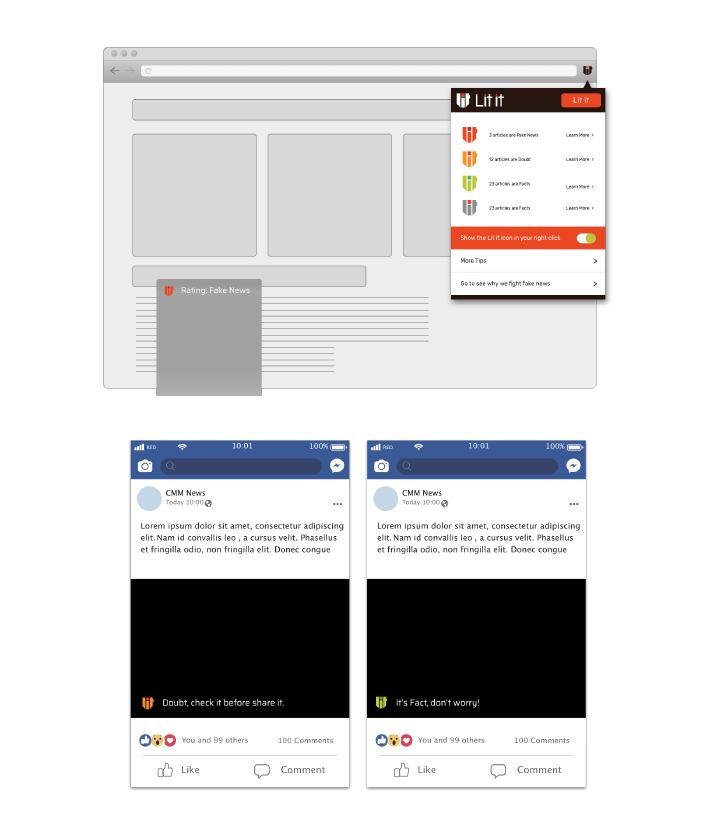 Lit it
Lit it
3 articles are Fake News
Learn More >
12 articles are Doubt
Learn More >
23 articles are Facts
Learn More >
23 articles are Facts
Learn More >
Show the Lit it icon in your right click
More Tips
>
Go to see why we fight fake news
>
Rating: Fake News
RED
10:01
100%
CMM News
Today 10:00
Lorem ipsum dolor sit amet, consectetur adipiscing
elit. Nam id convallis leo , a cursus velit. Phasellus
et fringilla odio, non fringilla elit. Donec congue
Doubt, check it before share it.
You and 99 others
100 Comments
Like
Comment
RED
10:01
100%
CMM News
Today 10:00
Lorem ipsum dolor sit amet, consectetur adipiscing
elit. Nam id convallis leo , a cursus velit. Phasellus
et fringilla odio, non fringilla elit. Donec congue
It's Fact, don't worry!
You and 99 others
100 Comments
Like
Comment